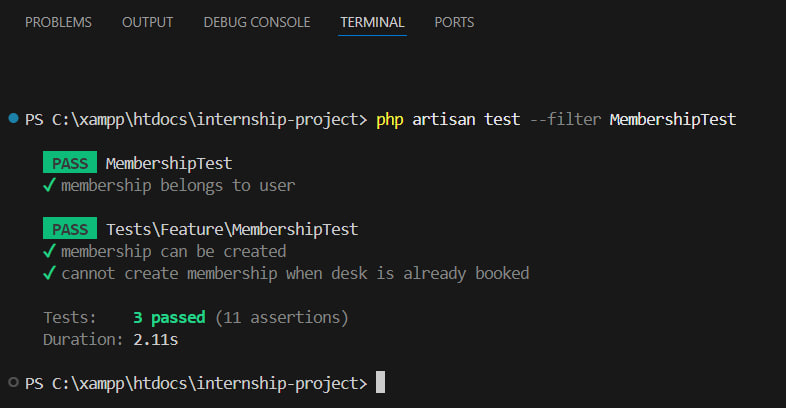 PROBLEMS OUTPUT DEBUG CONSOLE TERMINAL PORTS
PS C:\xampp\htdocs\internship-project> php artisan test --filter MembershipTest
PASS MembershipTest
✓ membership belongs to user
PASS Tests\Feature\MembershipTest
✓ membership can be created
✓ cannot create membership when desk is already booked
Tests: 3 passed (11 assertions)
Duration: 2.11s
PS C:\xampp\htdocs\internship-project>